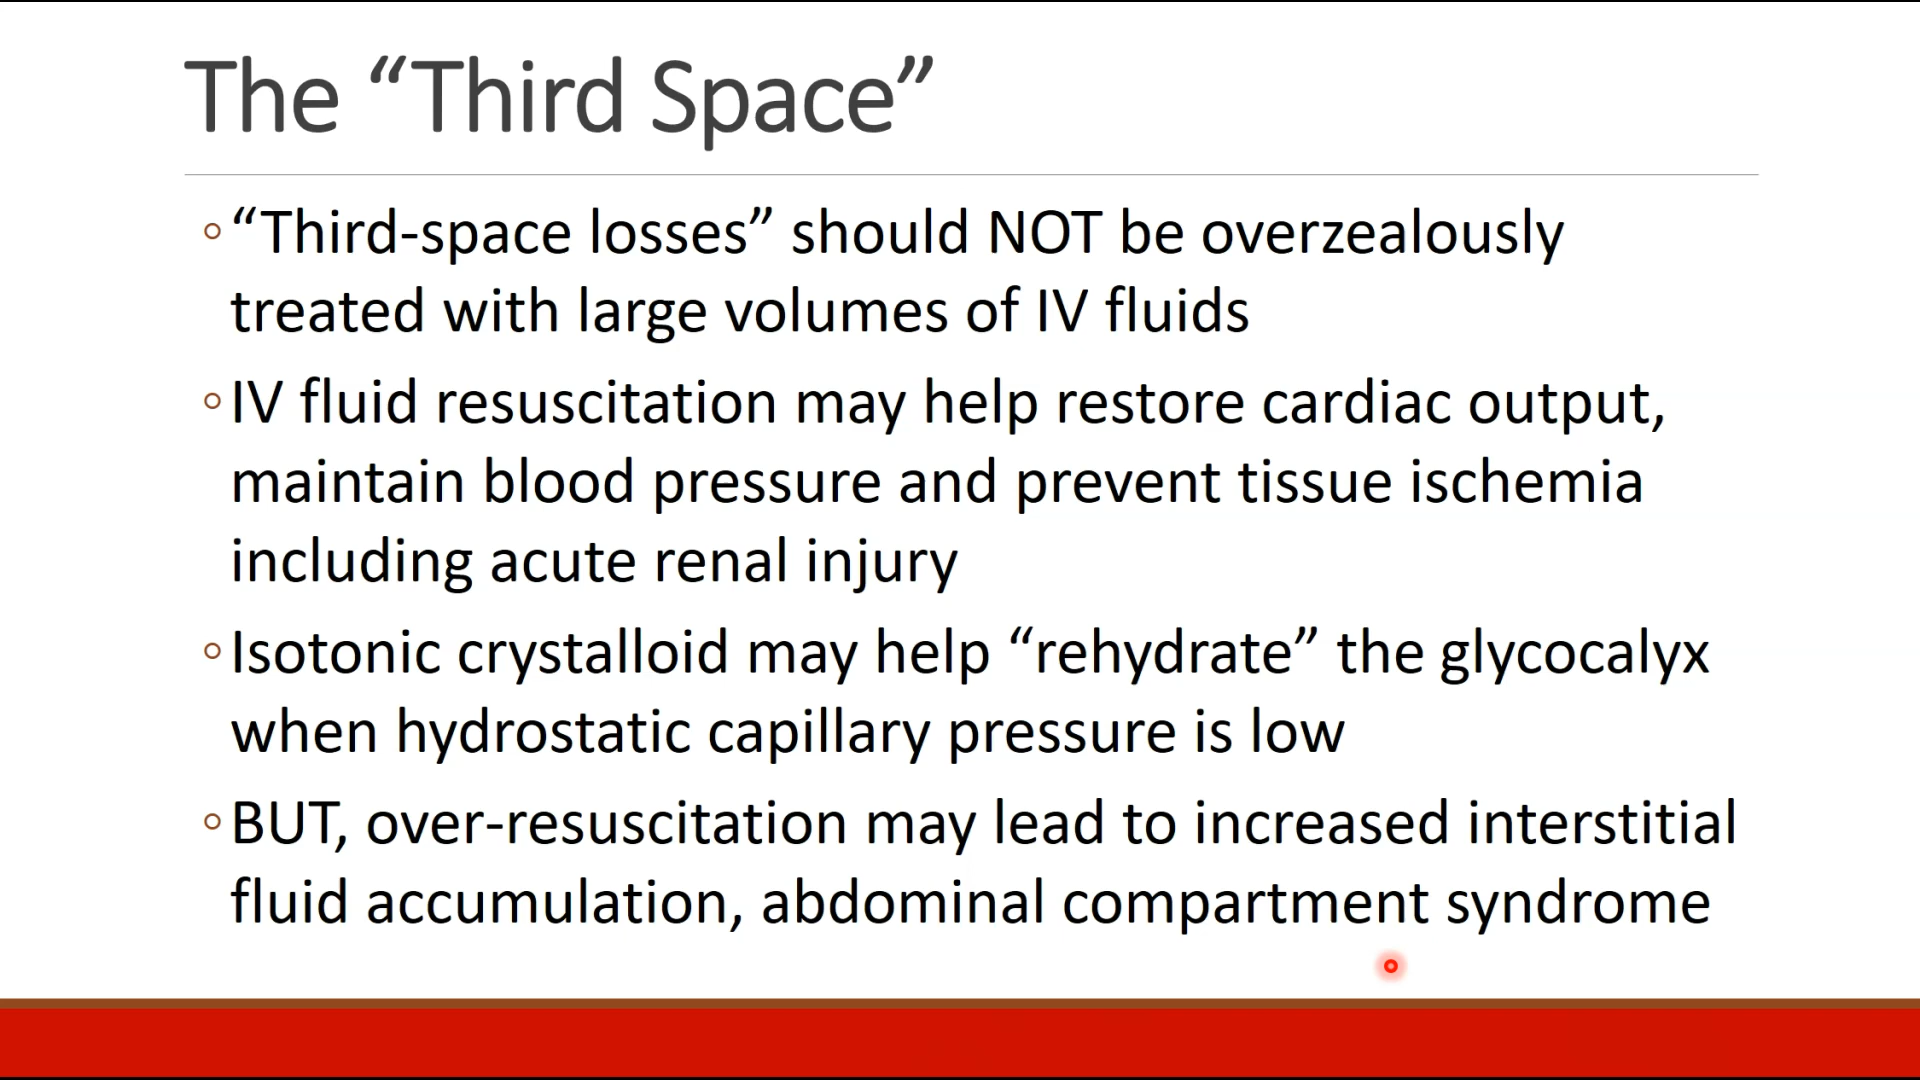 The “Third Space”
“Third-space losses” should NOT be overzealously
treated with large volumes of IV fluids
IV fluid resuscitation may help restore cardiac output,
maintain blood pressure and prevent tissue ischemia
including acute renal injury
Isotonic crystalloid may help “rehydrate” the glycocalyx
when hydrostatic capillary pressure is low
BUT, over-resuscitation may lead to increased interstitial
fluid accumulation, abdominal compartment syndrome